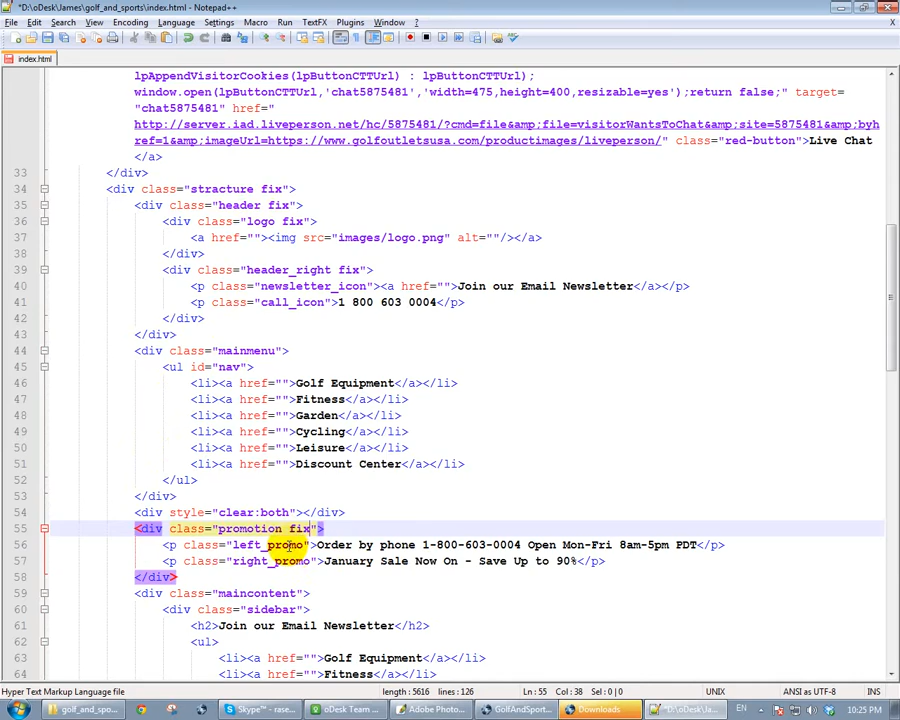 *D:\oDesk\James\golf_and_sports\index.html - Notepad++
File Edit Search View Encoding Language Settings Macro Run TextFX Plugins Window ? X
index.html
lpAppendVisitorCookies(lpButtonCTTUrl) : lpButtonCTTUrl);
window.open(lpButtonCTTUrl,'chat5875481','width=475,height=400,resizable=yes');return false;" target=
"chat5875481" href="
http://server.iad.liveperson.net/hc/5875481/?cmd=file&amp;file=visitorWantsToChat&amp;site=5875481&amp;byh
ref=1&amp;imageUrl=https://www.golfoutletsusa.com/productimages/liveperson/" class="red-button">Live Chat
</a>
33 </div>
34 <div class="stracture fix">
35 <div class="header fix">
36 <div class="logo fix">
37 <a href=""><img src="images/logo.png" alt=""/></a>
38 </div>
39 <div class="header_right fix">
40 <p class="newsletter_icon"><a href="">Join our Email Newsletter</a></p>
41 <p class="call_icon">1 800 603 0004</p>
42 </div>
43 </div>
44 <div class="mainmenu">
45 <ul id="nav">
46 <li><a href="">Golf Equipment</a></li>
47 <li><a href="">Fitness</a></li>
48 <li><a href="">Garden</a></li>
49 <li><a href="">Cycling</a></li>
50 <li><a href="">Leisure</a></li>
51 <li><a href="">Discount Center</a></li>
52 </ul>
53 </div>
54 <div style="clear:both"></div>
55 <div class="promotion fix">
56 <p class="left_promo">Order by phone 1-800-603-0004 Open Mon-Fri 8am-5pm PDT</p>
57 <p class="right_promo">January Sale Now On - Save Up to 90%</p>
58 </div>
59 <div class="maincontent">
60 <div class="sidebar">
61 <h2>Join our Email Newsletter</h2>
62 <ul>
63 <li><a href="">Golf Equipment</a></li>
64 <li><a href="">Fitness</a></li>
Hyper Text Markup Language file length : 5616 lines : 126 Ln : 55 Col : 38 Sel : 0 | 0 UNIX ANSI as UTF-8 INS
golf_and_sports Skype™ - rase... oDesk Team ... Adobe Photo... GolfAndSport... Downloads *D:\oDesk\Ja... EN 10:25 PM